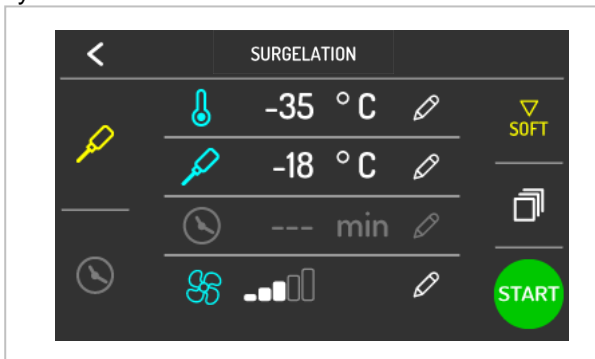 SURGELATION
-35 °C
SOFT
-18 °C
--- min
START